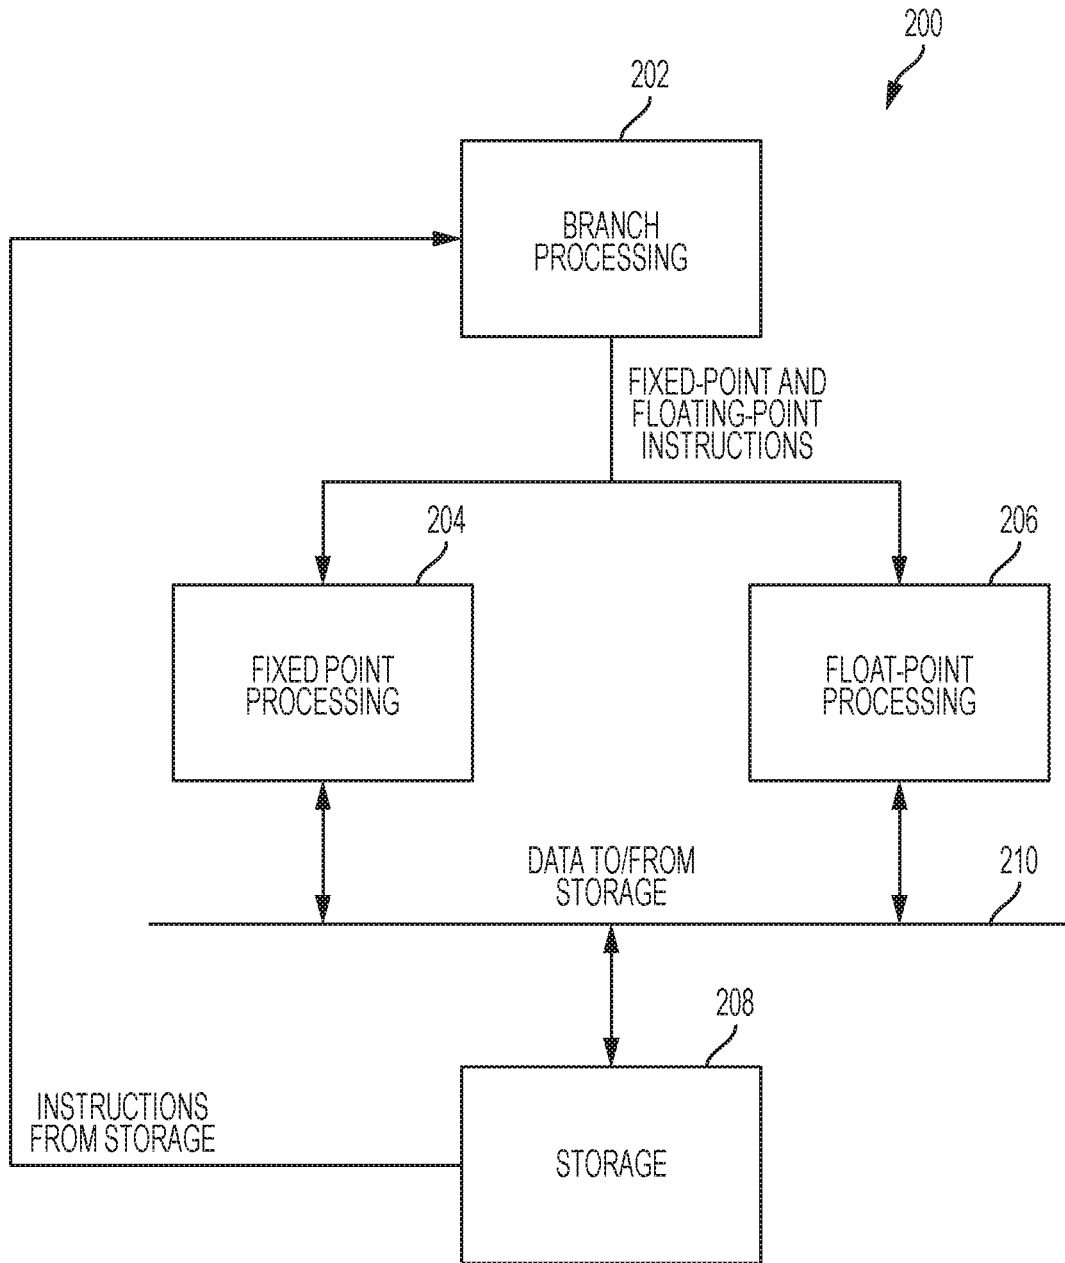 200
202
BRANCH
PROCESSING
FIXED-POINT AND
FLOATING-POINT
INSTRUCTIONS
204
206
FIXED POINT
PROCESSING
FLOAT-POINT
PROCESSING
DATA TO/FROM
STORAGE
210
208
INSTRUCTIONS
FROM STORAGE
STORAGE